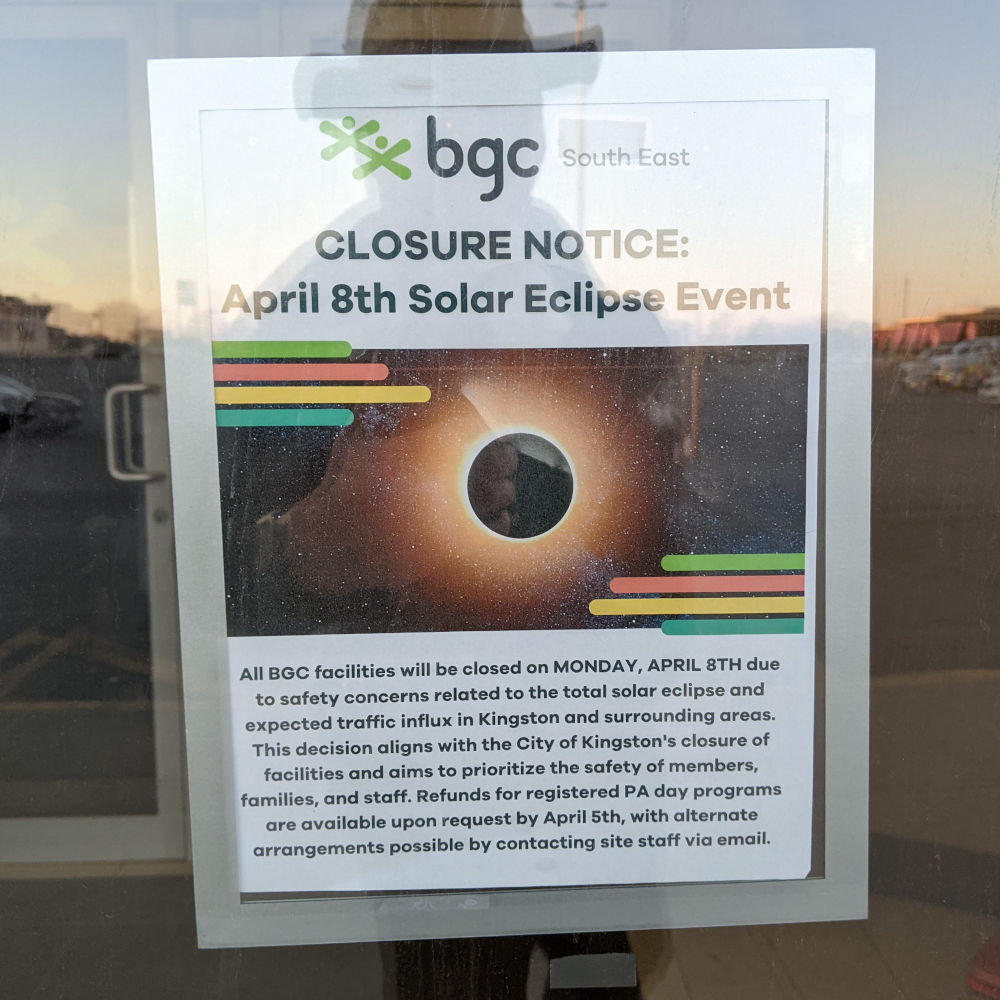 bgc South East
CLOSURE NOTICE:
April 8th Solar Eclipse Event
All BGC facilities will be closed on MONDAY, APRIL 8TH due
to safety concerns related to the total solar eclipse and
expected traffic influx in Kingston and surrounding areas.
This decision aligns with the City of Kingston's closure of
facilities and aims to prioritize the safety of members,
families, and staff. Refunds for registered PA day programs
are available upon request by April 5th, with alternate
arrangements possible by contacting site staff via email.